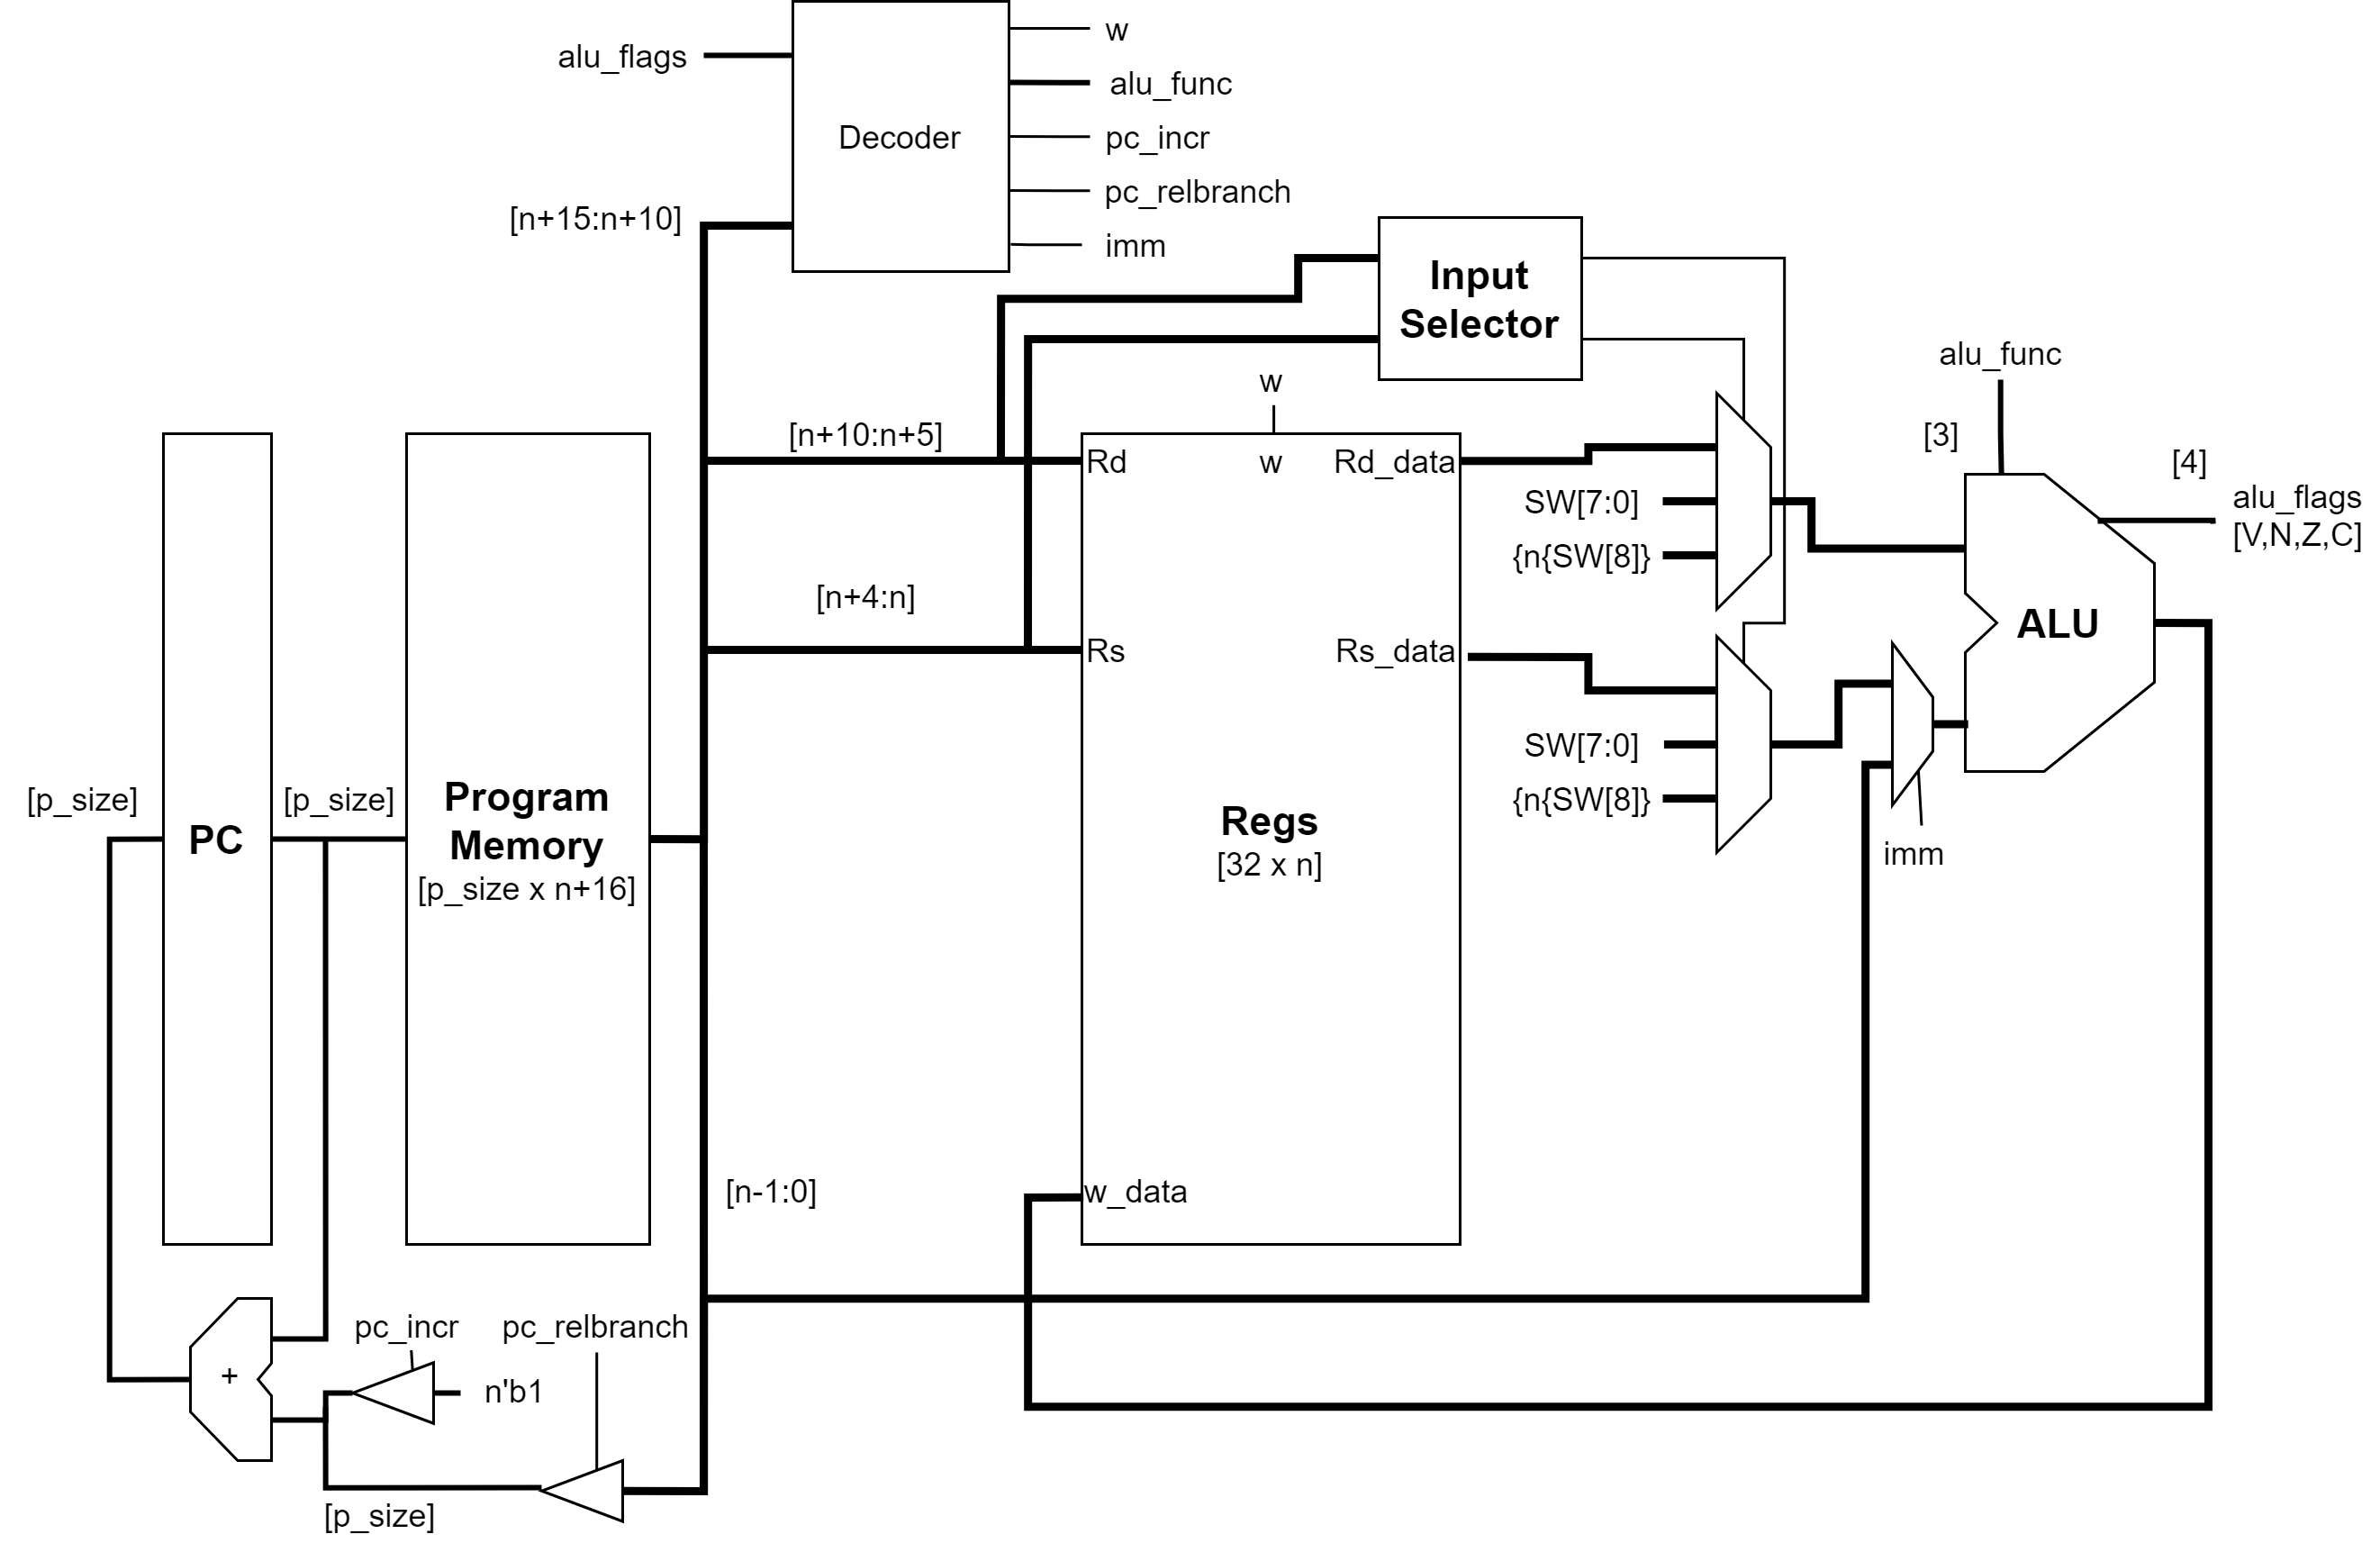 w
alu_flags
alu_func
Decoder
pc_incr
pc_relbranch
[n+15:n+10]
imm
Input
Selector
alu_func
w
[n+10:n+5]
[3]
[4]
Rd
w
Rd_data
SW[7:0]
alu_flags
[V,N,Z,C]
{n{SW[8]}
[n+4:n]
ALU
Rs
Rs_data
SW[7:0]
{n{SW[8]}
[p_size]
PC
[p_size]
Program
Memory
[p_size x n+16]
Regs
[32 x n]
imm
[n-1:0]
w_data
pc_incr
pc_relbranch
+
n'b1
[p_size]